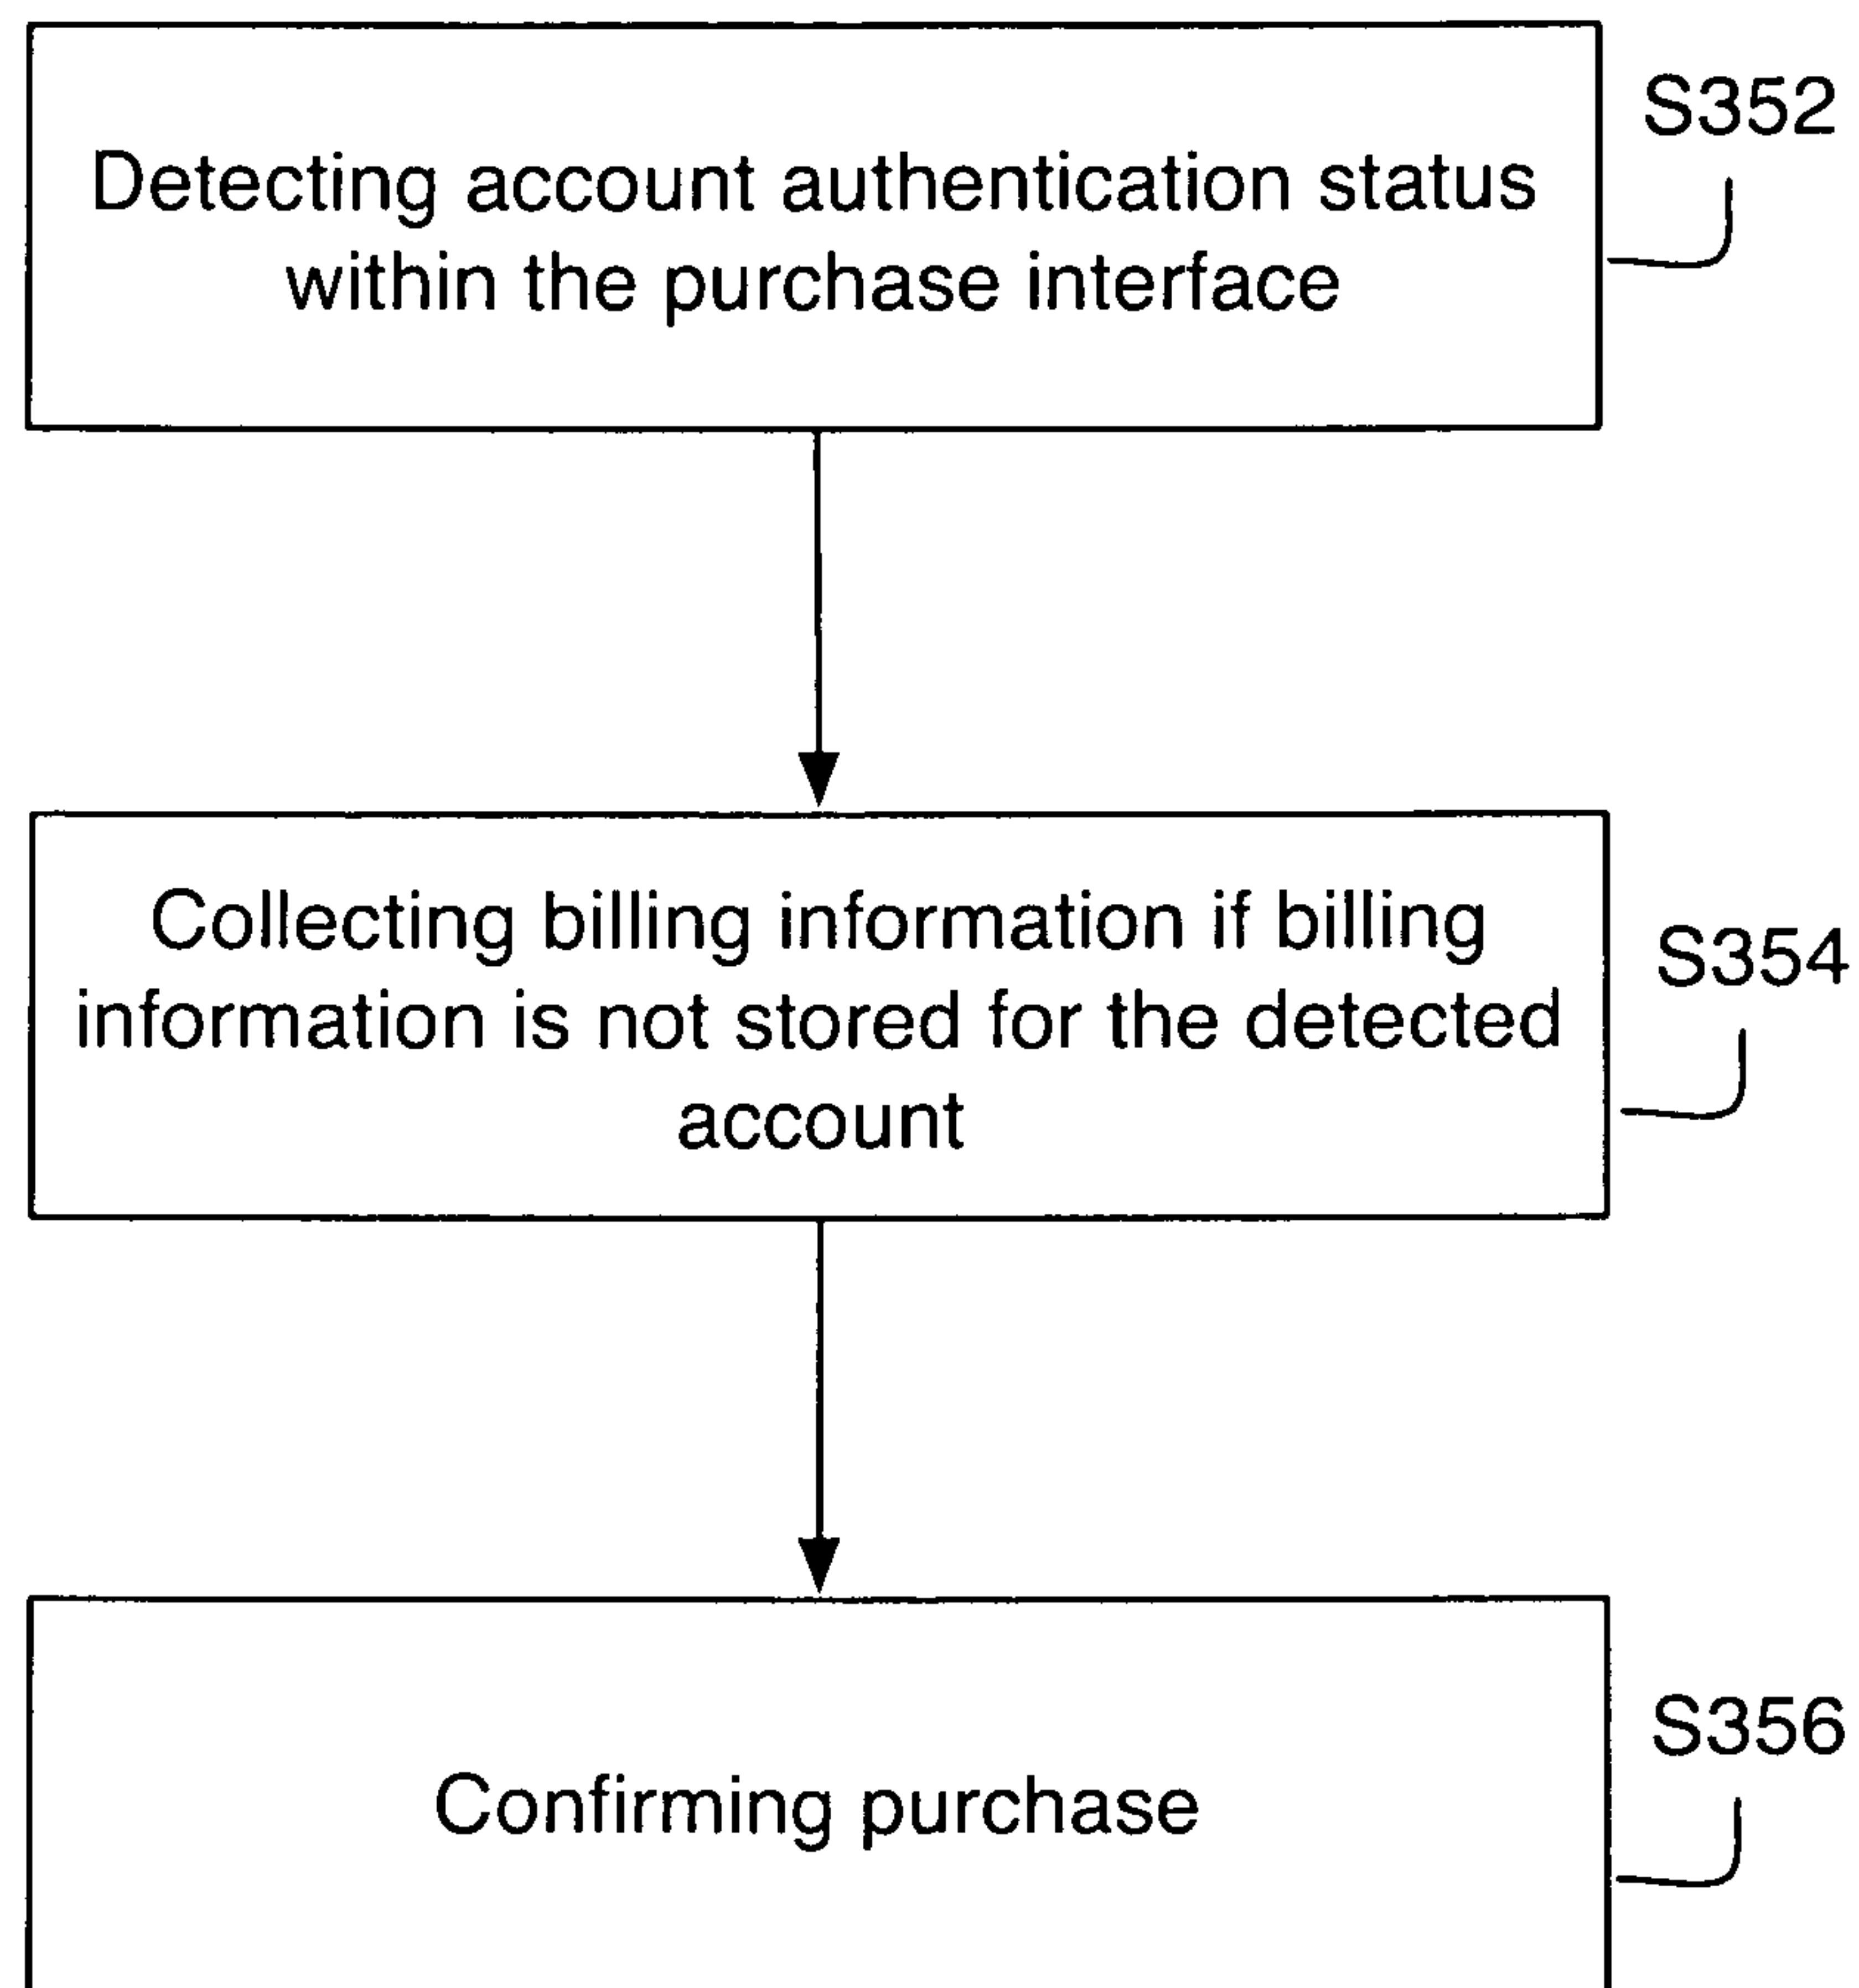 S352
Detecting account authentication status
within the purchase interface
Collecting billing information if billing
information is not stored for the detected
account
S354
S356
Confirming purchase